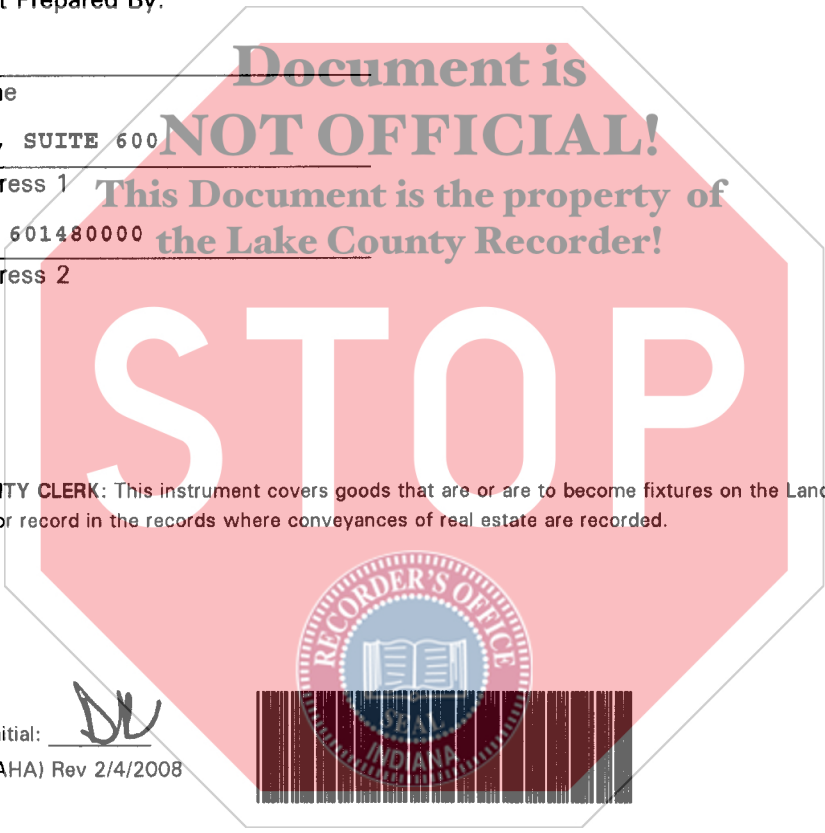 t Prepared By:
Document is
e
, SUITE 600
NOT OFFICIAL!
ress 1
This Document is the property of
601480000
the Lake County Recorder!
ress 2
STOP
TY CLERK: This instrument covers goods that are or are to become fixtures on the Land
or record in the records where conveyances of real estate are recorded.
RECORDER'S OFFICE
SEAL
INDIANA
itial:
AHA) Rev 2/4/2008